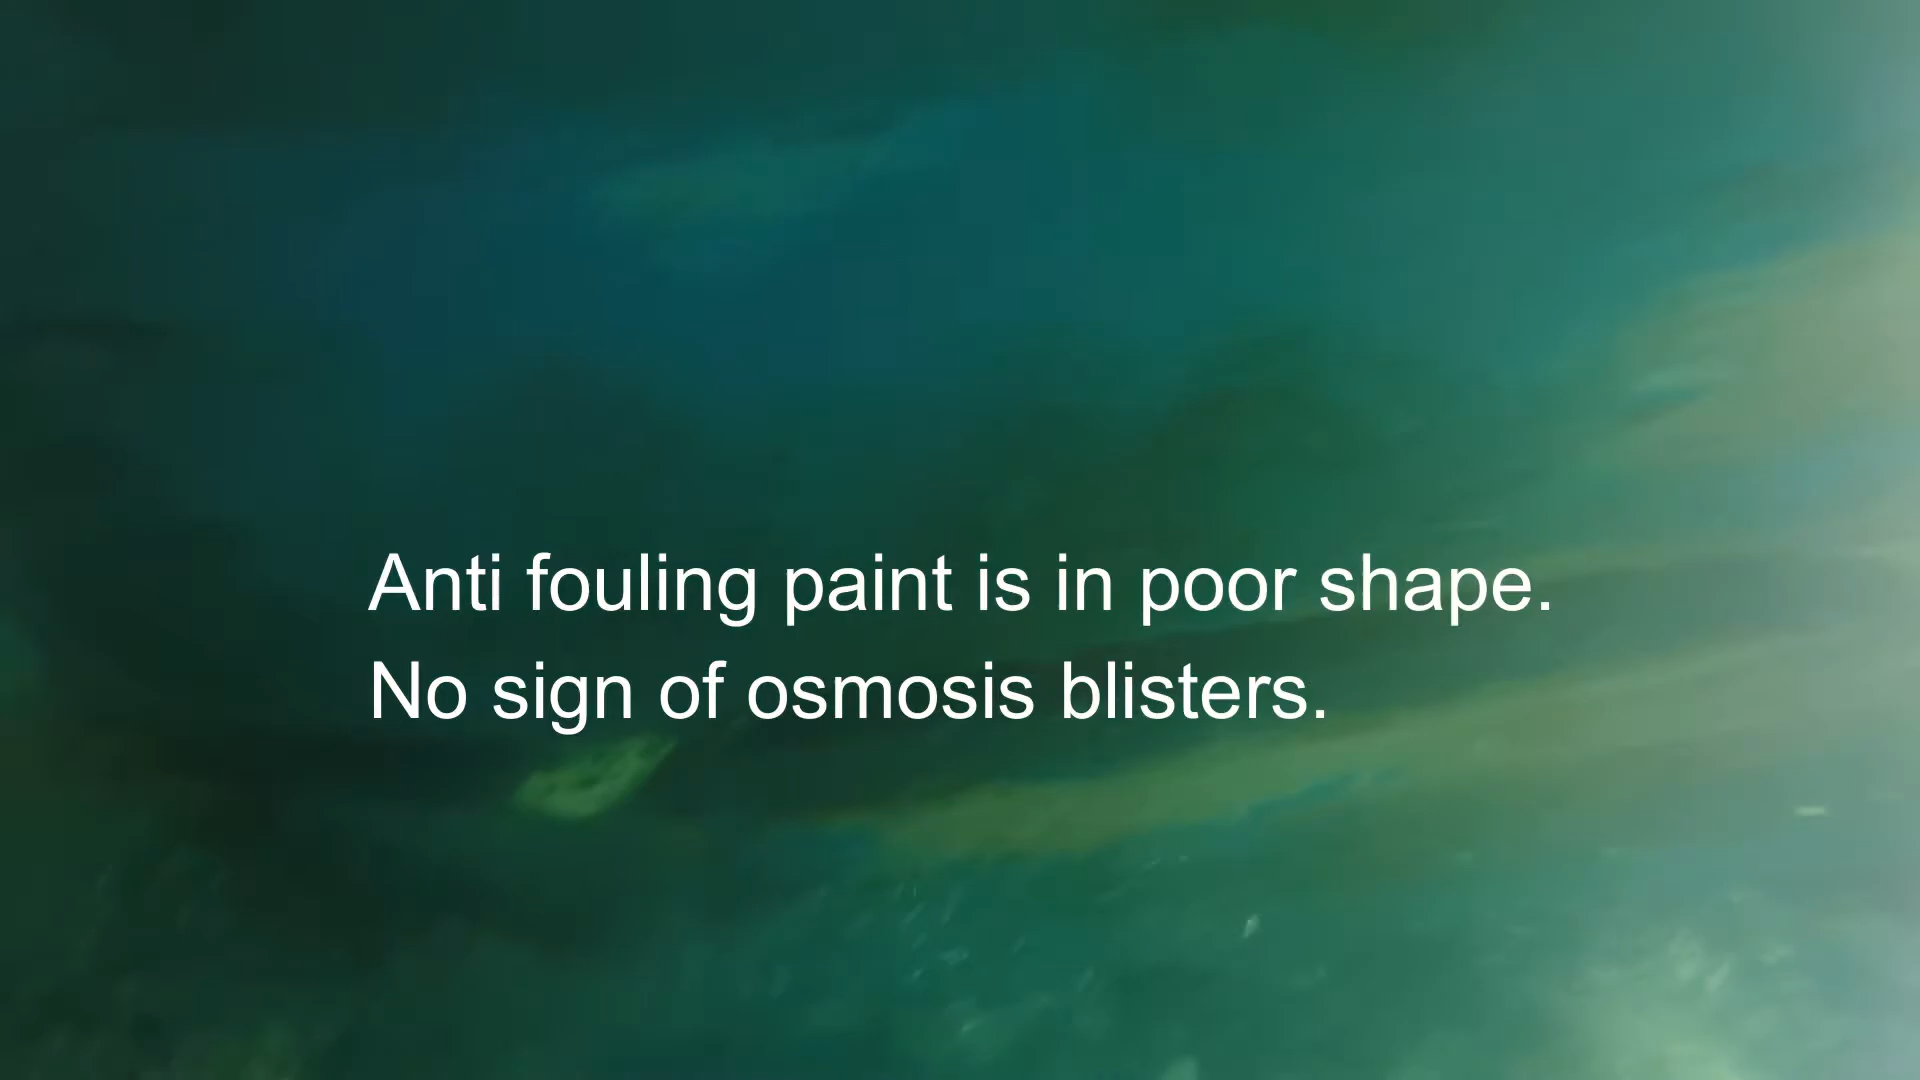 Anti fouling paint is in poor shape.
No sign of osmosis blisters.